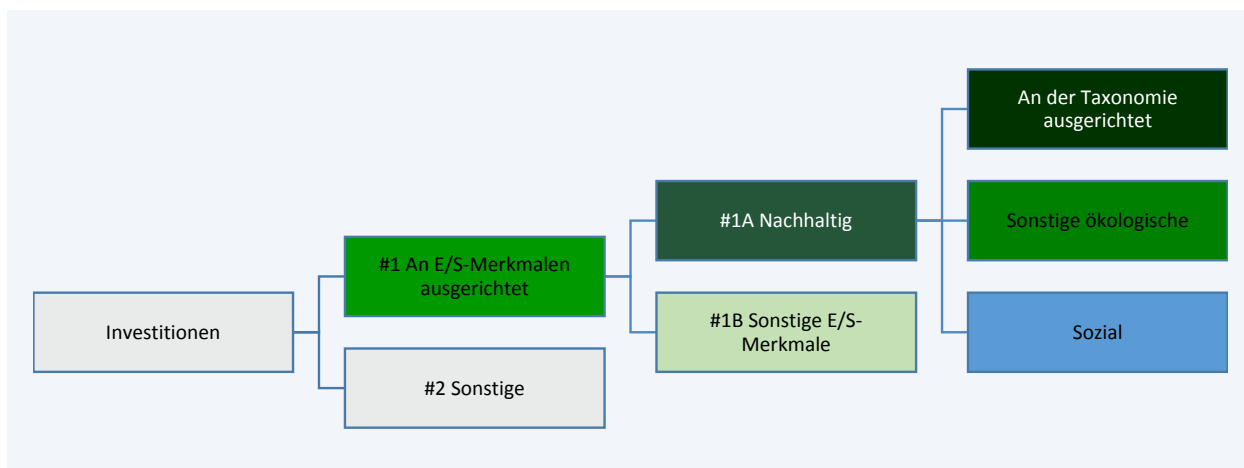 Investitionen
#1 An E/S-Merkmalen
ausgerichtet
#2 Sonstige
#1A Nachhaltig
#1B Sonstige E/S-
Merkmale
An der Taxonomie
ausgerichtet
Sonstige ökologische
Sozial